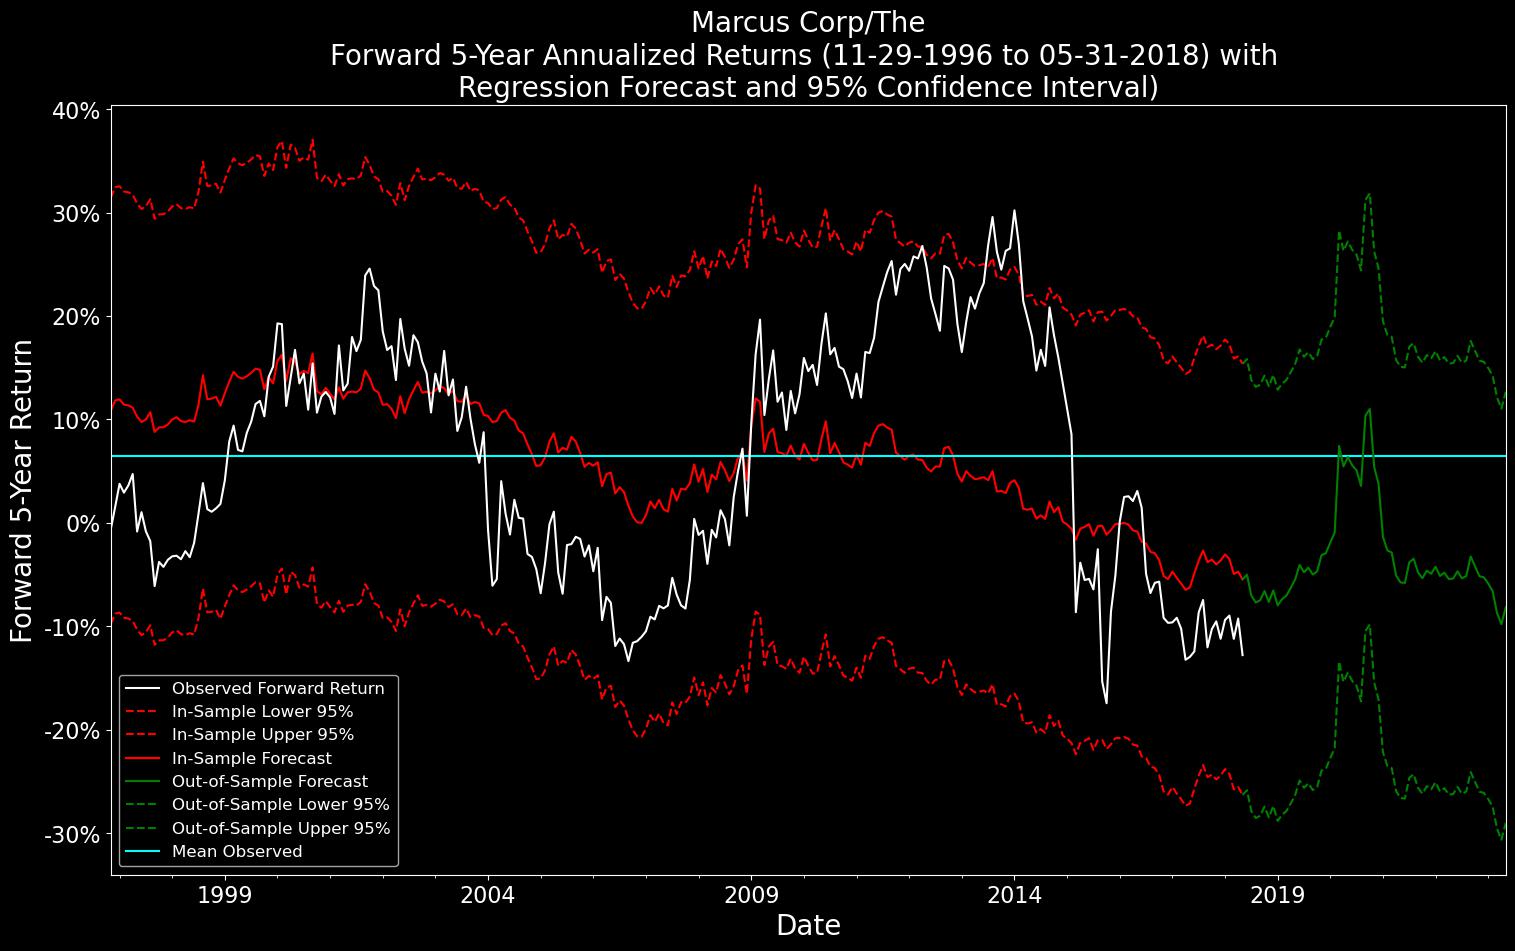 Marcus Corp/The
Forward 5-Year Annualized Returns (11-29-1996 to 05-31-2018) with
Regression Forecast and 95% Confidence Interval)
Forward 5-Year Return
40%
30%
20%
10%
0%
-10%
-20%
-30%
Observed Forward Return
In-Sample Lower 95%
In-Sample Upper 95%
In-Sample Forecast
Out-of-Sample Forecast
Out-of-Sample Lower 95%
Out-of-Sample Upper 95%
Mean Observed
1999 2004 2009 2014 2019
Date